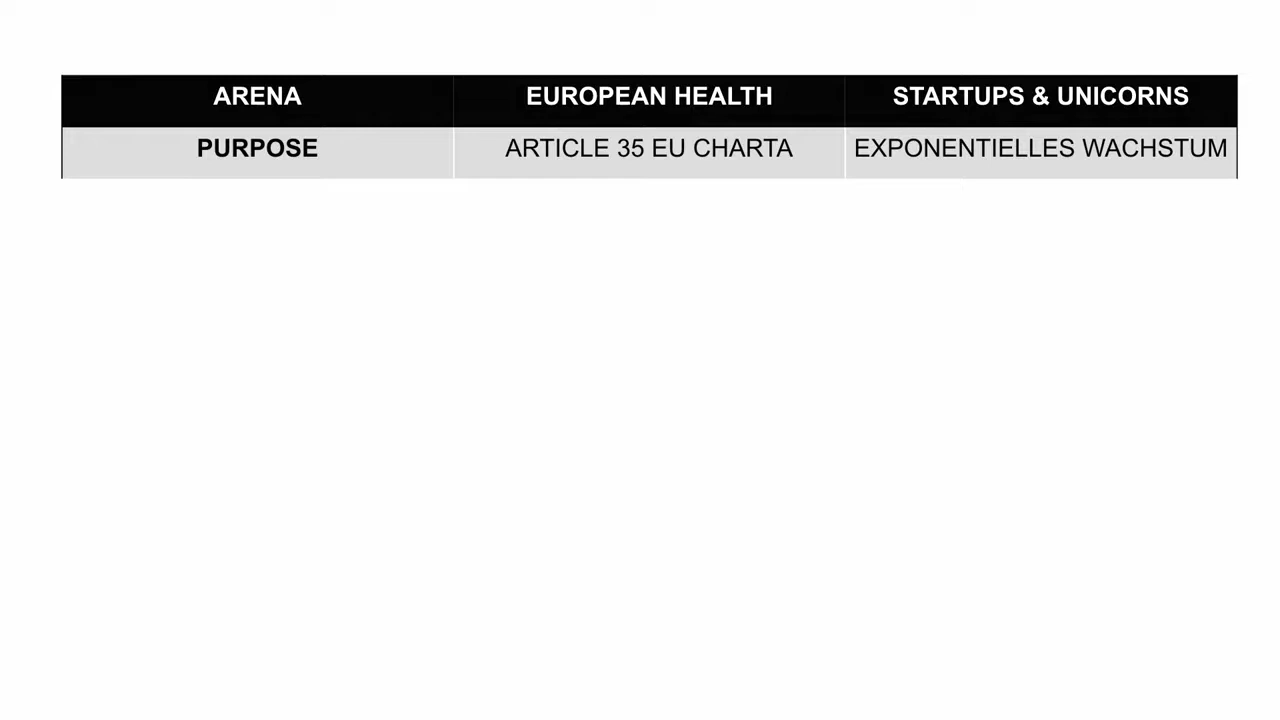 ARENA EUROPEAN HEALTH STARTUPS & UNICORNS
PURPOSE ARTICLE 35 EU CHARTA EXPONENTIELLES WACHSTUM